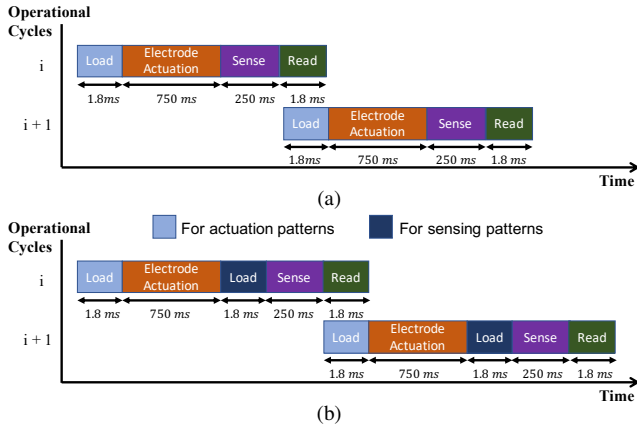 Operational
Cycles
i
Load
Electrode
Actuation
Sense
Read
1.8ms
750 ms
250 ms
1.8 ms
i + 1
Load
Electrode
Actuation
Sense
Read
1.8ms
750 ms
250 ms
1.8 ms
Time
(a)
Operational
Cycles
For actuation patterns
For sensing patterns
i
Load
Electrode
Actuation
Load
Sense
Read
1.8 ms
750 ms
1.8 ms
250 ms
1.8 ms
i + 1
Load
Electrode
Actuation
Load
Sense
Read
1.8 ms
750 ms
1.8 ms
250 ms
1.8 ms
Time
(b)